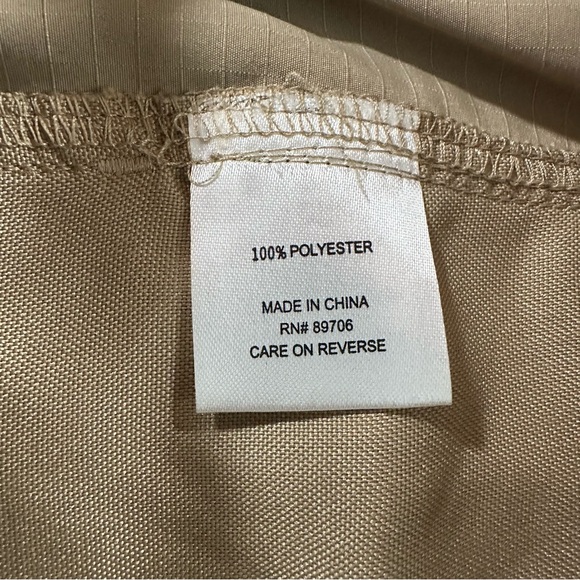 100% POLYESTER
MADE IN CHINA
RN# 89706
CARE ON REVERSE